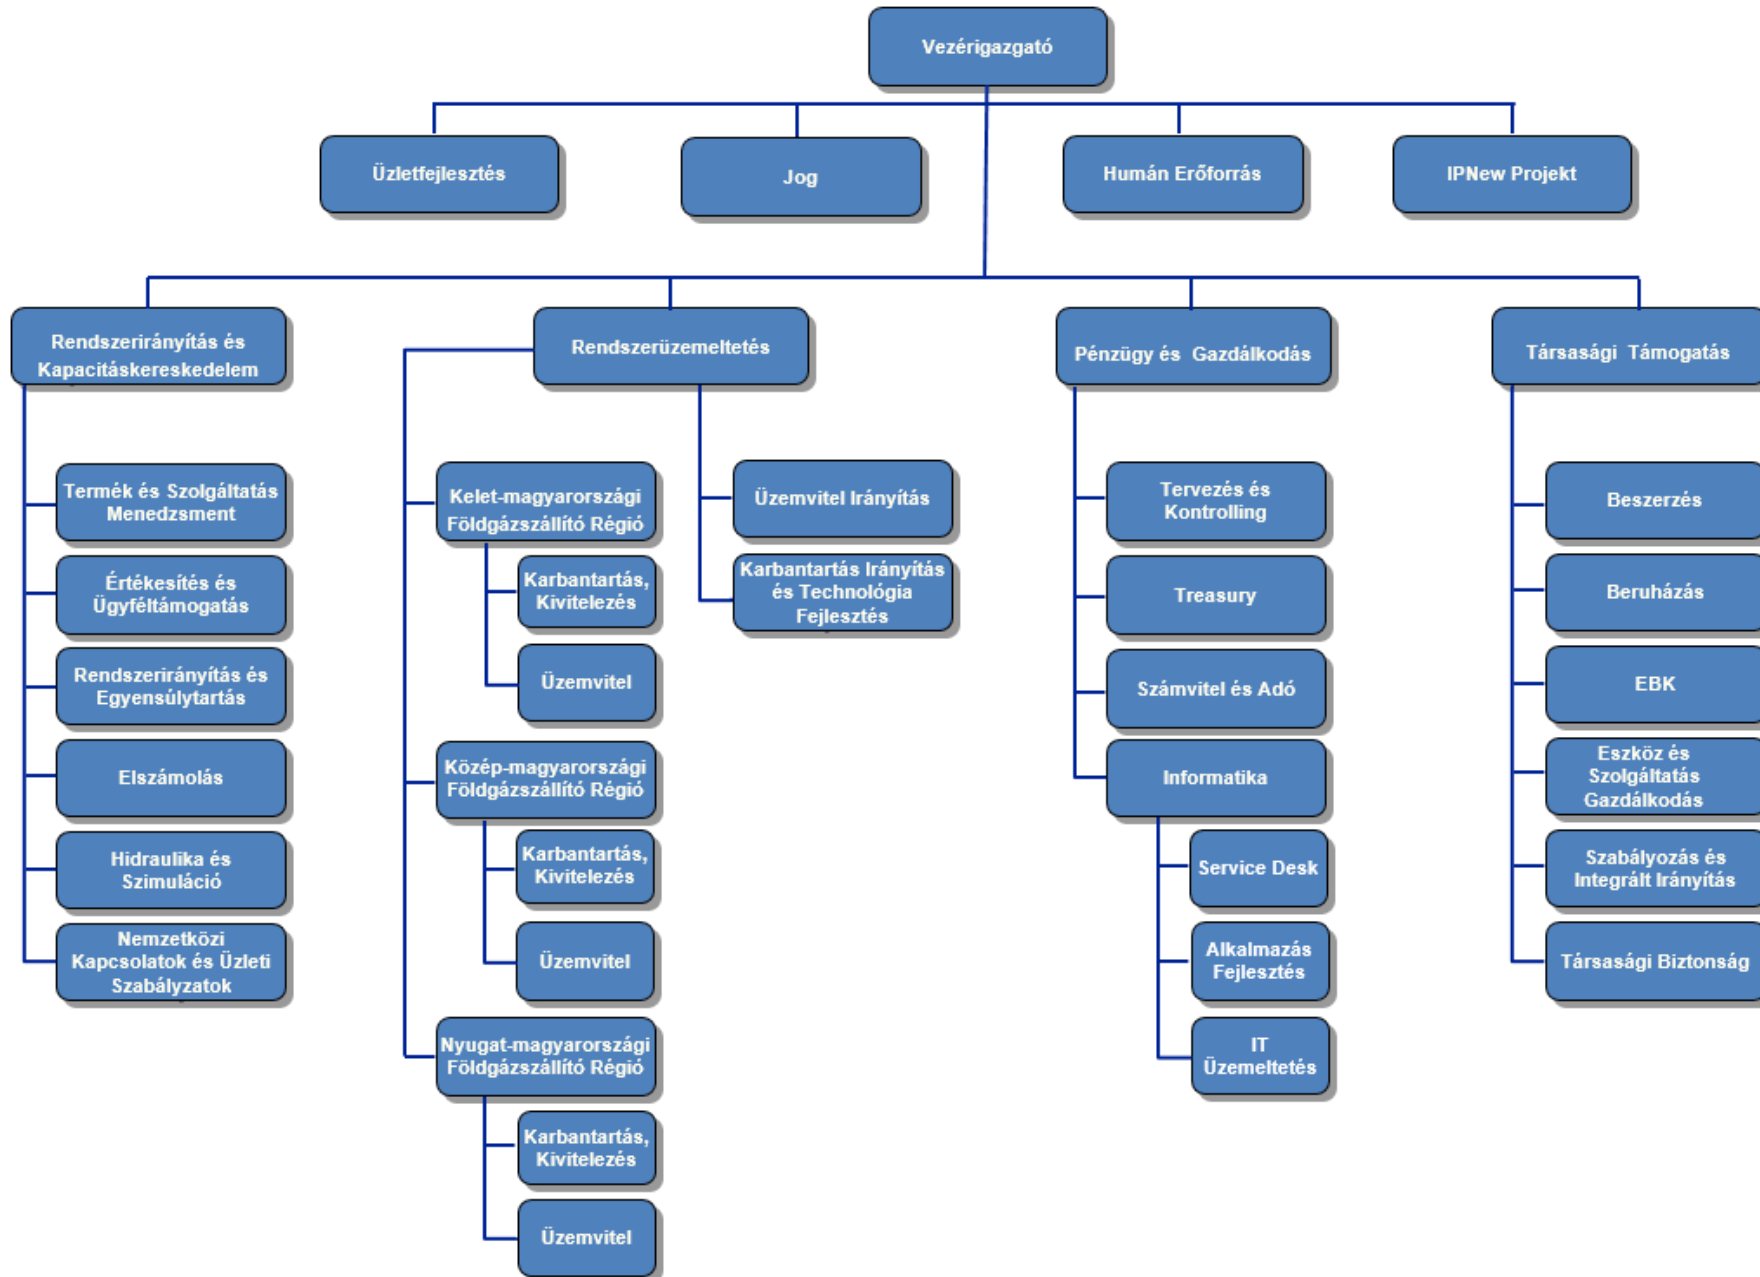 Vezérigazgató
Üzletfejlesztés
Jog
Humán Erőforrás
IPNew Projekt
Rendszerirányítás és
Kapacitáskereskedelem
Rendszerüzemeltetés
Pénzügy és Gazdálkodás
Társasági Támogatás
Termék és Szolgáltatás
Menedzsment
Értékesítés és
Ügyféltámogatás
Rendszerirányítás és
Egyensúlytartás
Elszámolás
Hidraulika és
Szimuláció
Nemzetközi
Kapcsolatok és Üzleti
Szabályzatok
Kelet-magyarországi
Földgázszállító Régió
Karbantartás,
Kivitelezés
Üzemvitel
Közép-magyarországi
Földgázszállító Régió
Karbantartás,
Kivitelezés
Üzemvitel
Nyugat-magyarországi
Földgázszállító Régió
Karbantartás,
Kivitelezés
Üzemvitel
Üzemvitel Irányítás
Karbantartás Irányítás
és Technológia
Fejlesztés
Tervezés és
Kontrolling
Treasury
Számvitel és Adó
Informatika
Service Desk
Alkalmazás
Fejlesztés
IT
Üzemeltetés
Beszerzés
Beruházás
EBK
Eszköz és
Szolgáltatás
Gazdálkodás
Szabályozás és
Integrált Irányítás
Társasági Biztonság